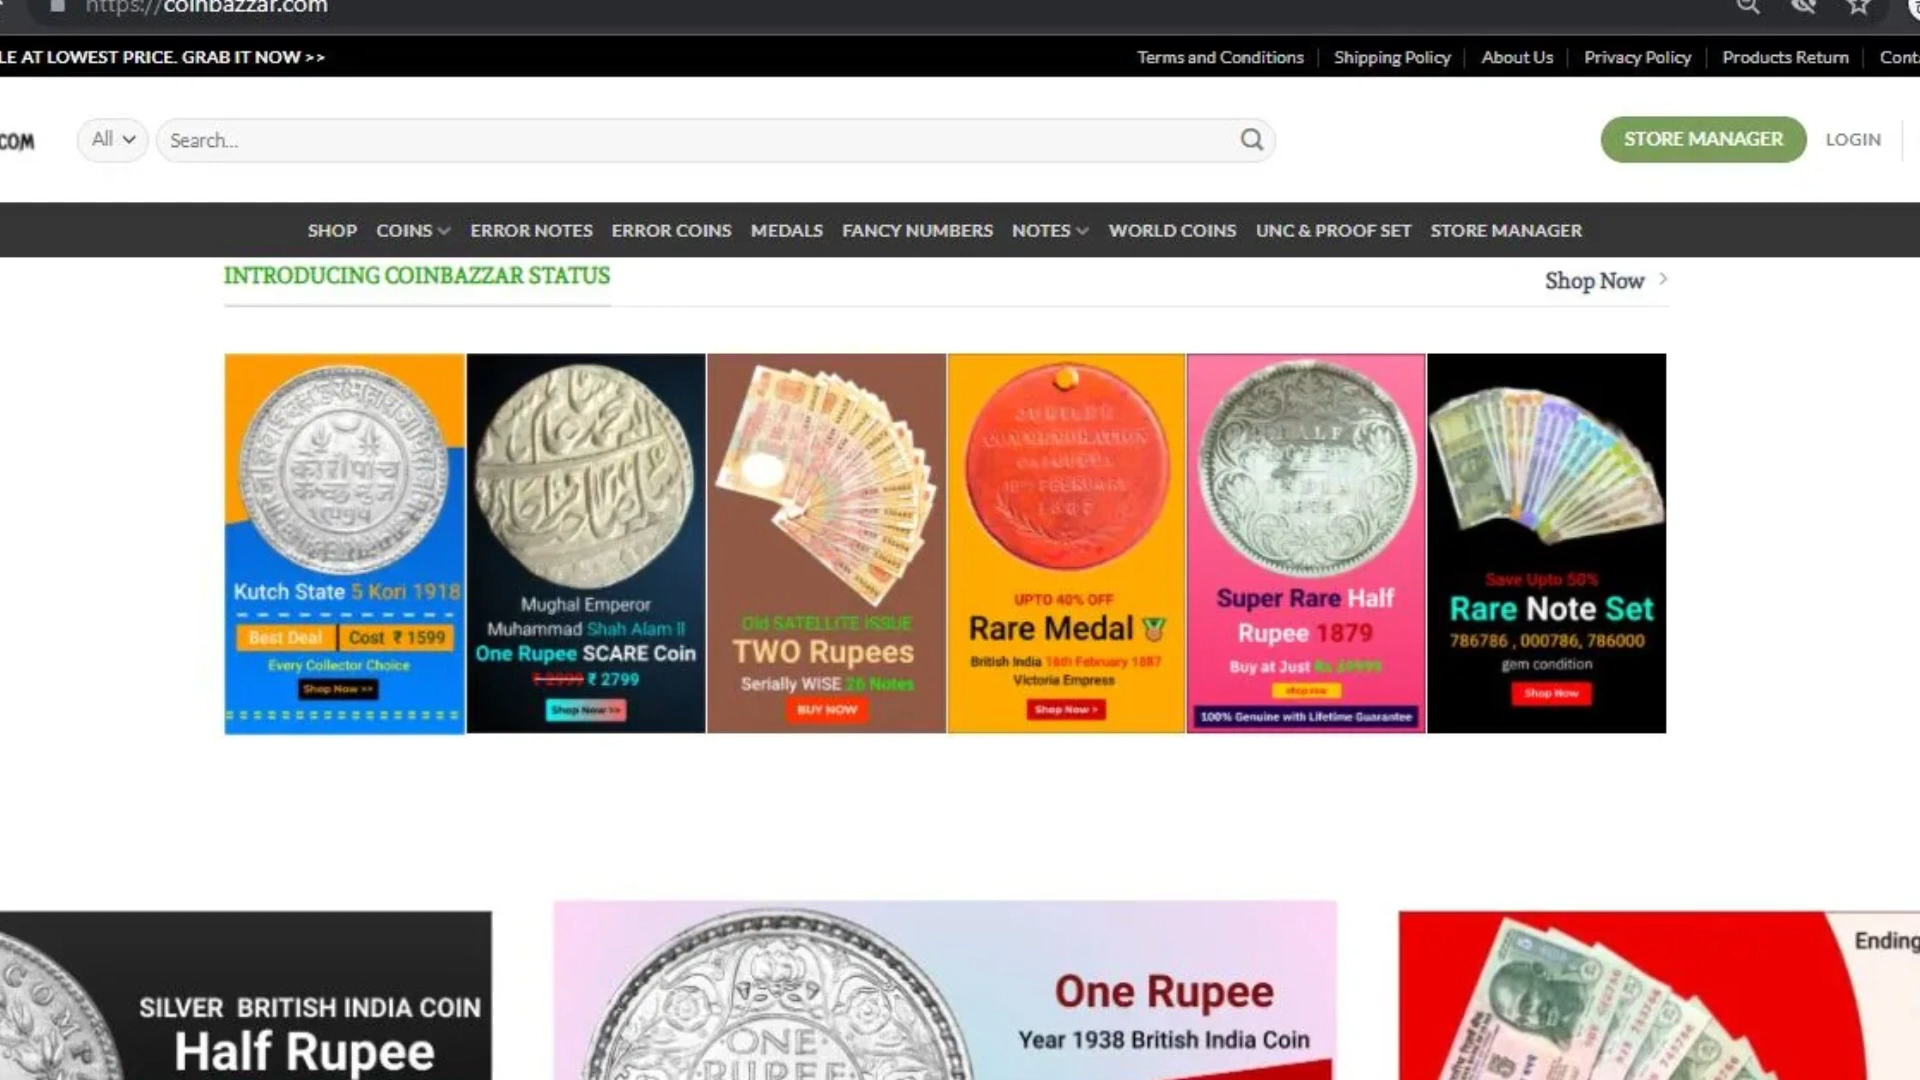 https://coinbazzar.com
LE AT LOWEST PRICE. GRAB IT NOW >>
Terms and Conditions
Shipping Policy
About Us
Privacy Policy
Products Return
Cont
COM
All
Search...
STORE MANAGER
LOGIN
SHOP COINS ERROR NOTES ERROR COINS MEDALS FANCY NUMBERS NOTES WORLD COINS UNC & PROOF SET STORE MANAGER
INTRODUCING COINBAZZAR STATUS
Shop Now
Kutch State 5 Kori 1918
Best Deal Cost ₹ 1599
Every Collector Choice
Shop Now >>
Mughal Emperor
Muhammad Shah Alam II
One Rupee SCARE Coin
₹ 3999 ₹ 2799
Shop Now >>
Old SATELLITE ISSUE
TWO Rupees
Serially WISE 26 Notes
BUY NOW
UPTO 40% OFF
Rare Medal
British India 16th February 1887
Victoria Empress
Shop Now >
HALF
Super Rare Half
Rupee 1879
Buy at Just Rs
shop now
100% Genuine with Lifetime Guarantee
Save Upto 50%
Rare Note Set
786786 , 000786, 786000
gem condition
Shop Now
SILVER BRITISH INDIA COIN
Half Rupee
ONE
RUPEE
One Rupee
Year 1938 British India Coin
Ending